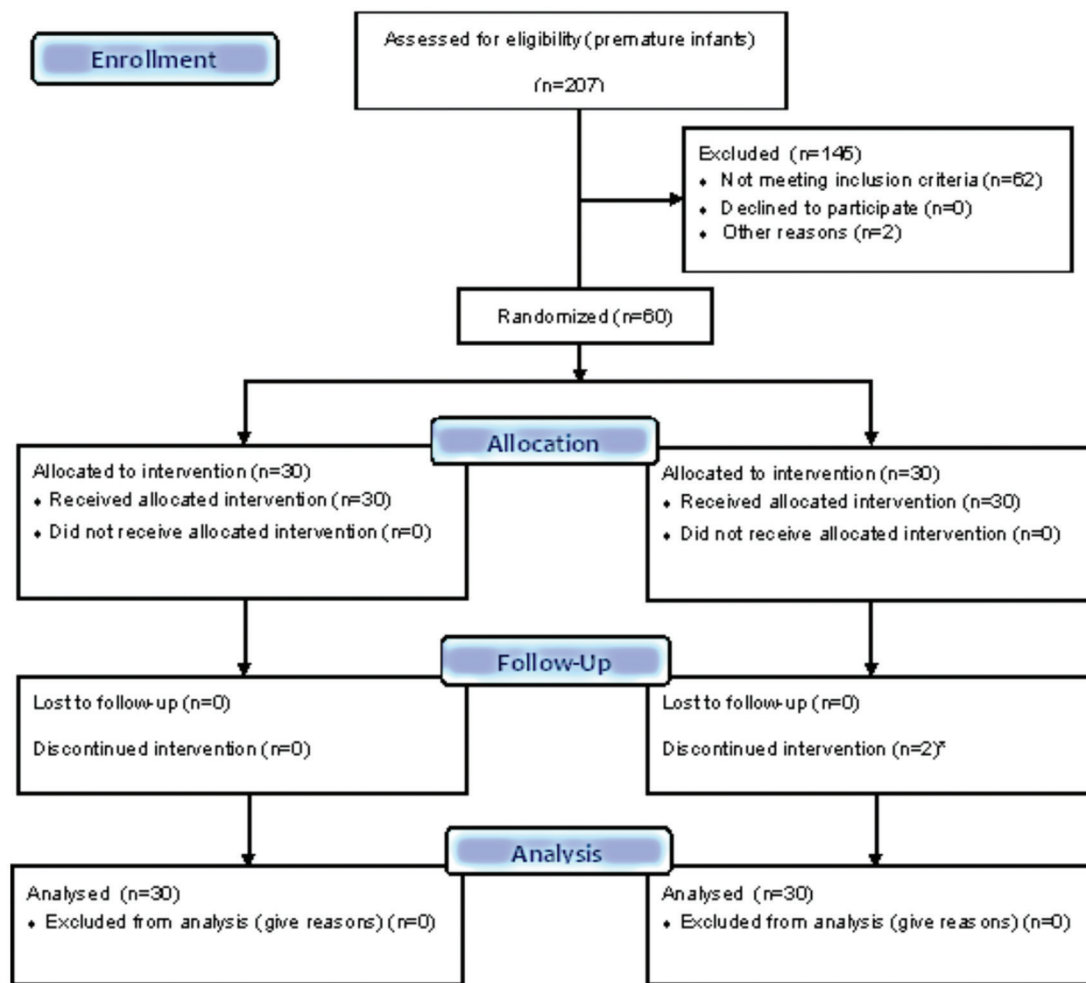 Enrollment
Assessed for eligibility (premature infants)
(n=207)
Excluded (n=145)
♦ Not meeting inclusion criteria (n=62)
♦ Declined to participate (n=0)
♦ Other reasons (n=2)
Randomized (n=60)
Allocation
Allocated to intervention (n=30)
♦ Received allocated intervention (n=30)
♦ Did not receive allocated intervention (n=0)
Allocated to intervention (n=30)
♦ Received allocated intervention (n=30)
♦ Did not receive allocated intervention (n=0)
Follow-Up
Lost to follow-up (n=0)
Discontinued intervention (n=0)
Lost to follow-up (n=0)
Discontinued intervention (n=2)*
Analysis
Analysed (n=30)
♦ Excluded from analysis (give reasons) (n=0)
Analysed (n=30)
♦ Excluded from analysis (give reasons) (n=0)